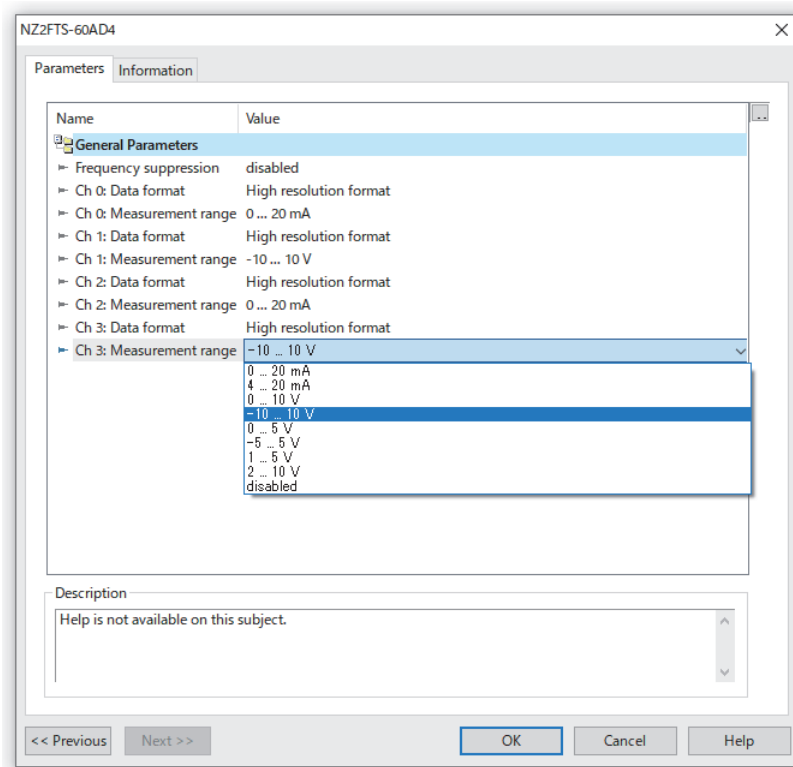 NZ2FTS-60AD4
Parameters Information
Name Value
General Parameters
Frequency suppression disabled
Ch 0: Data format High resolution format
Ch 0: Measurement range 0 ... 20 mA
Ch 1: Data format High resolution format
Ch 1: Measurement range -10 ... 10 V
Ch 2: Data format High resolution format
Ch 2: Measurement range 0 ... 20 mA
Ch 3: Data format High resolution format
Ch 3: Measurement range -10 ... 10 V
0 ... 20 mA
4 ... 20 mA
0 ... 10 V
-10 ... 10 V
0 ... 5 V
-5 ... 5 V
1 ... 5 V
2 ... 10 V
disabled
Description
Help is not available on this subject.
<< Previous Next >> OK Cancel Help